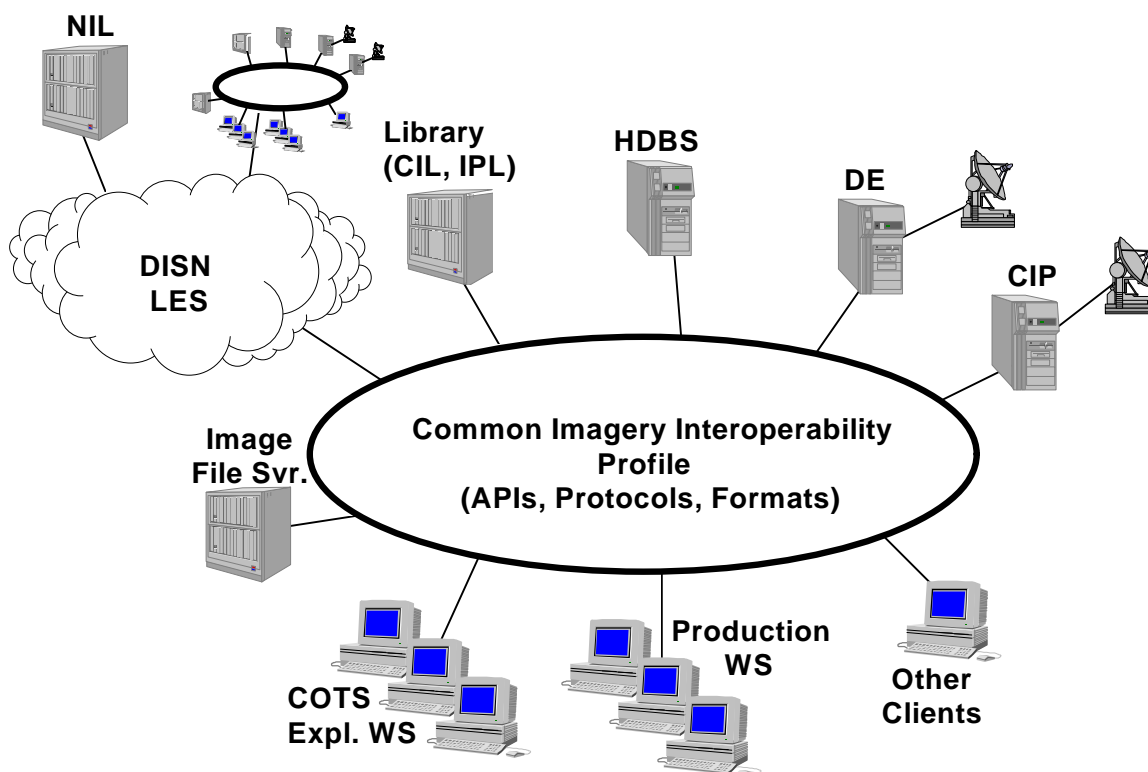 NIL
Library
(CIL, IPL)
HDBS
DE
CIP
DISN
LES
Common Imagery Interoperability
Profile
(APIs, Protocols, Formats)
Image
File Svr.
COTS
Expl. WS
Production
WS
Other
Clients